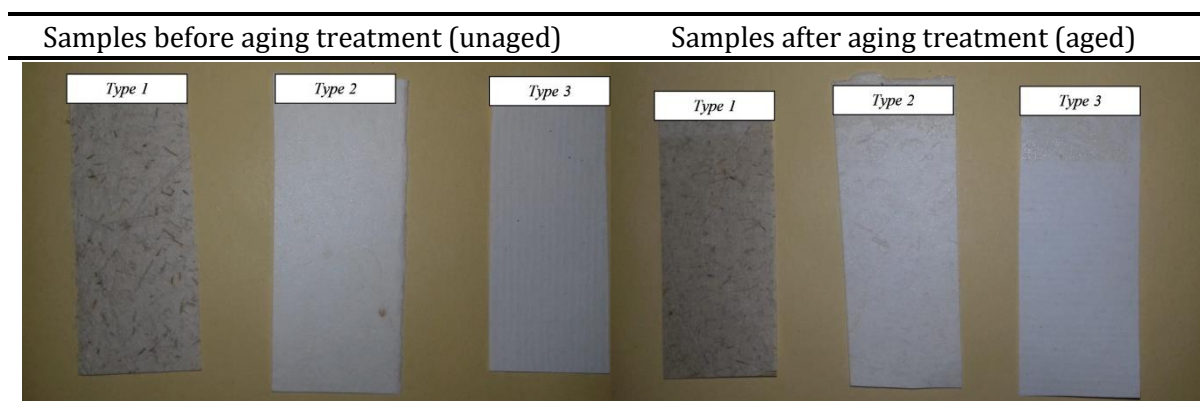 Samples before aging treatment (unaged) Samples after aging treatment (aged)
Type 1 Type 2 Type 3 Type 1 Type 2 Type 3